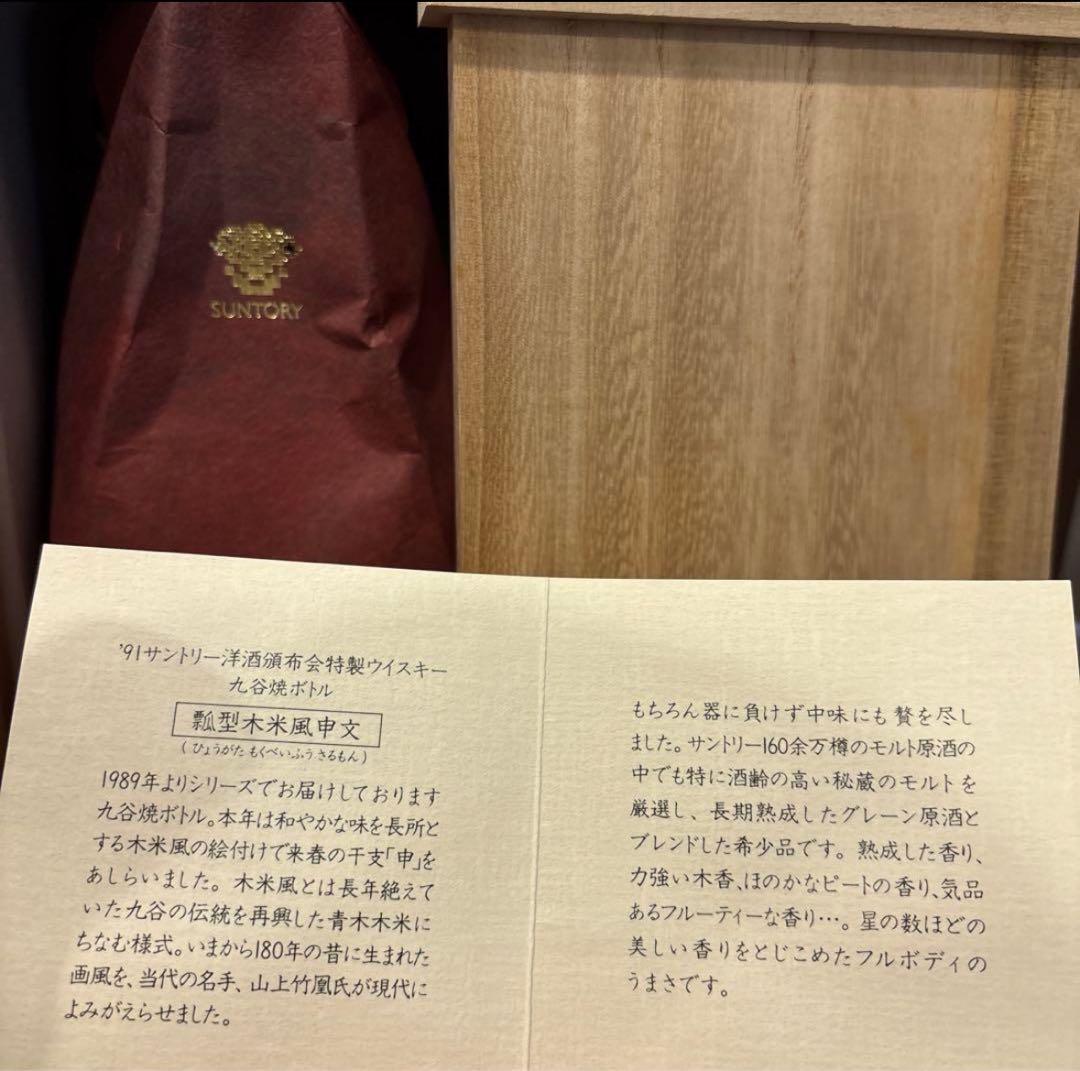 SUNTORY
'91サントリー洋酒頒布会特製ウイスキー
九谷焼ボトル
瓢型木米風申文
(ひょうがた もくべいふう さるもん)
1989年よりシリーズでお届けしております
九谷焼ボトル。本年は和やかな味を長所と
する木米風の絵付けで来春の干支「申」を
あしらいました。木米風とは長年絶えて
いた九谷の伝統を再興した青木木米に
ちなむ様式。いまから180年の昔に生まれた
画風を、当代の名手、山上竹凰氏が現代に
よみがえらせました。
もちろん器に負けず中味にも贅を尽し
ました。サントリー160余万樽のモルト原酒の
中でも特に酒齢の高い秘蔵のモルトを
厳選し、長期熟成したグレーン原酒と
ブレンドした希少品です。熟成した香り、
力強い木香、ほのかなピートの香り、気品
あるフルーティーな香り…。星の数ほどの
美しい香りをとじこめたフルボディの
うまさです。